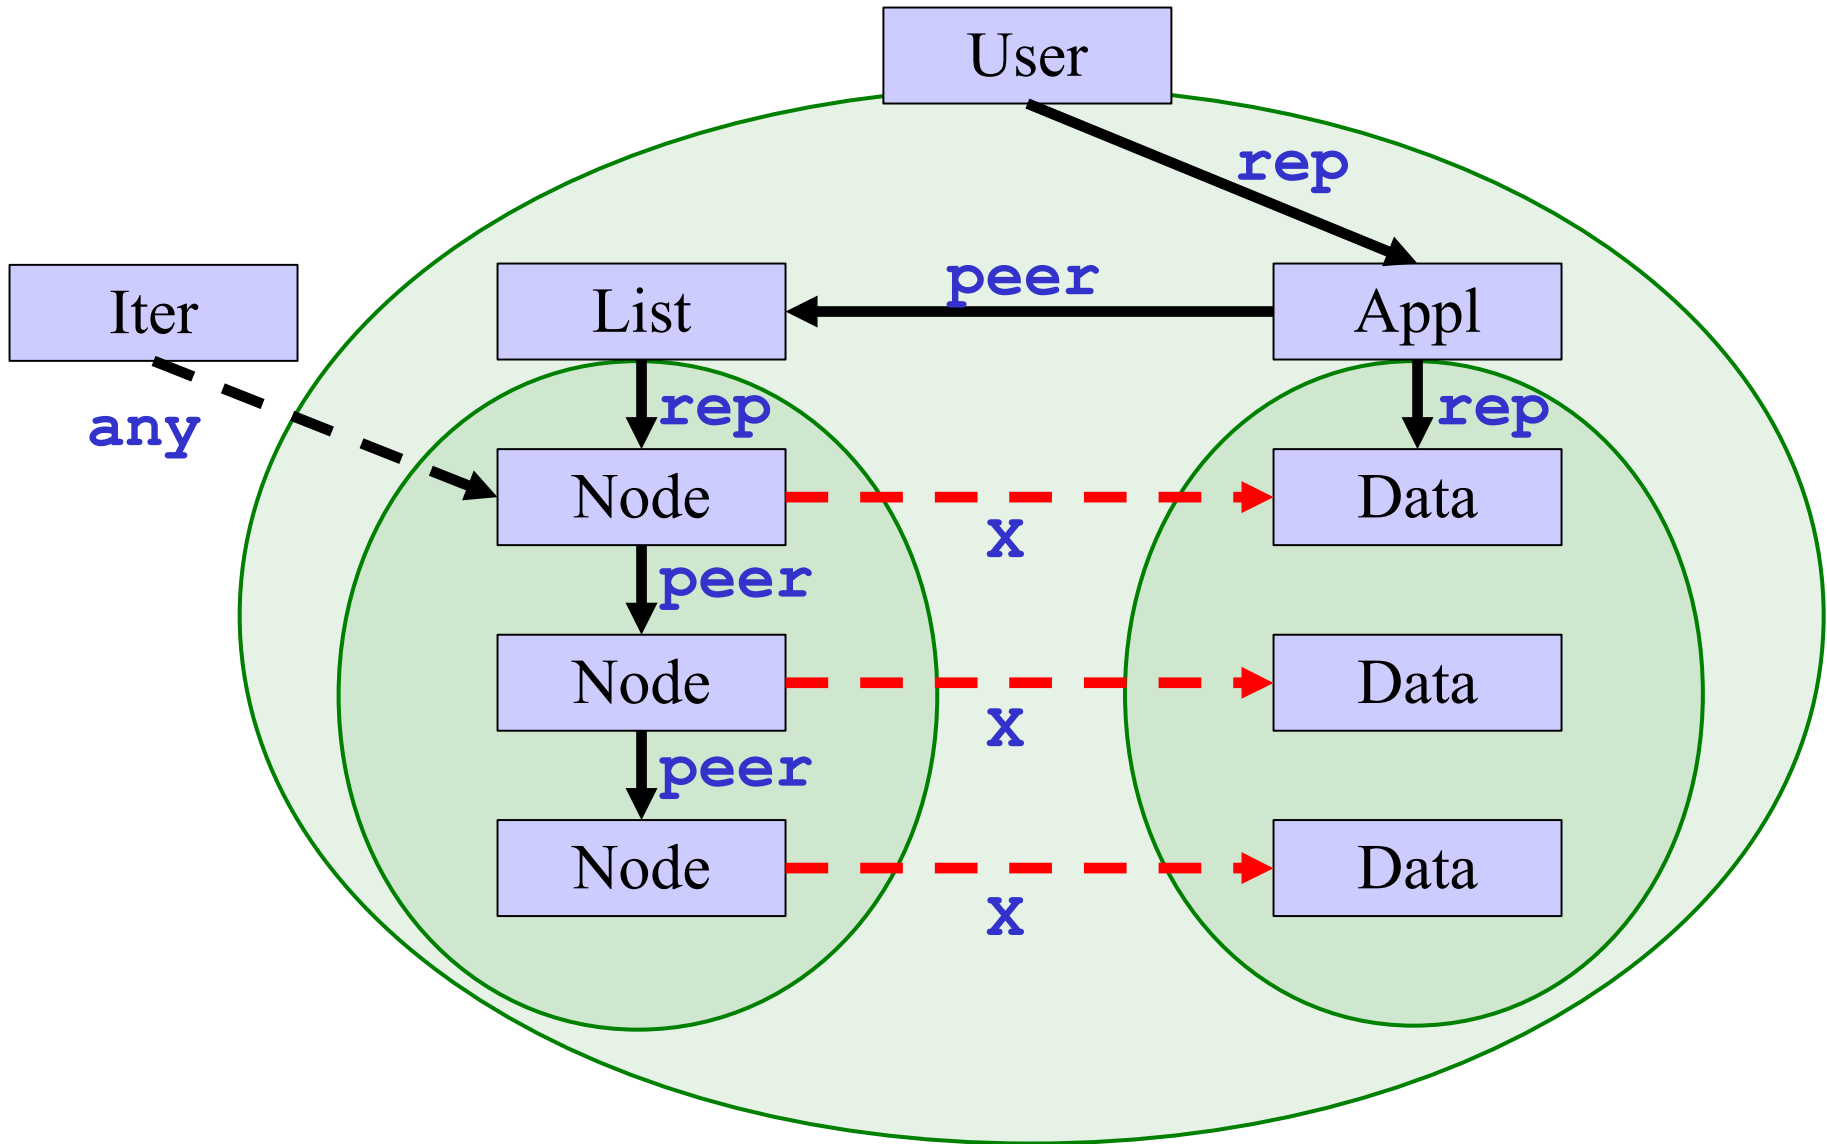 User
rep
Iter
List
peer
Appl
any
rep
rep
Node
x
Data
peer
Node
x
Data
peer
Node
x
Data